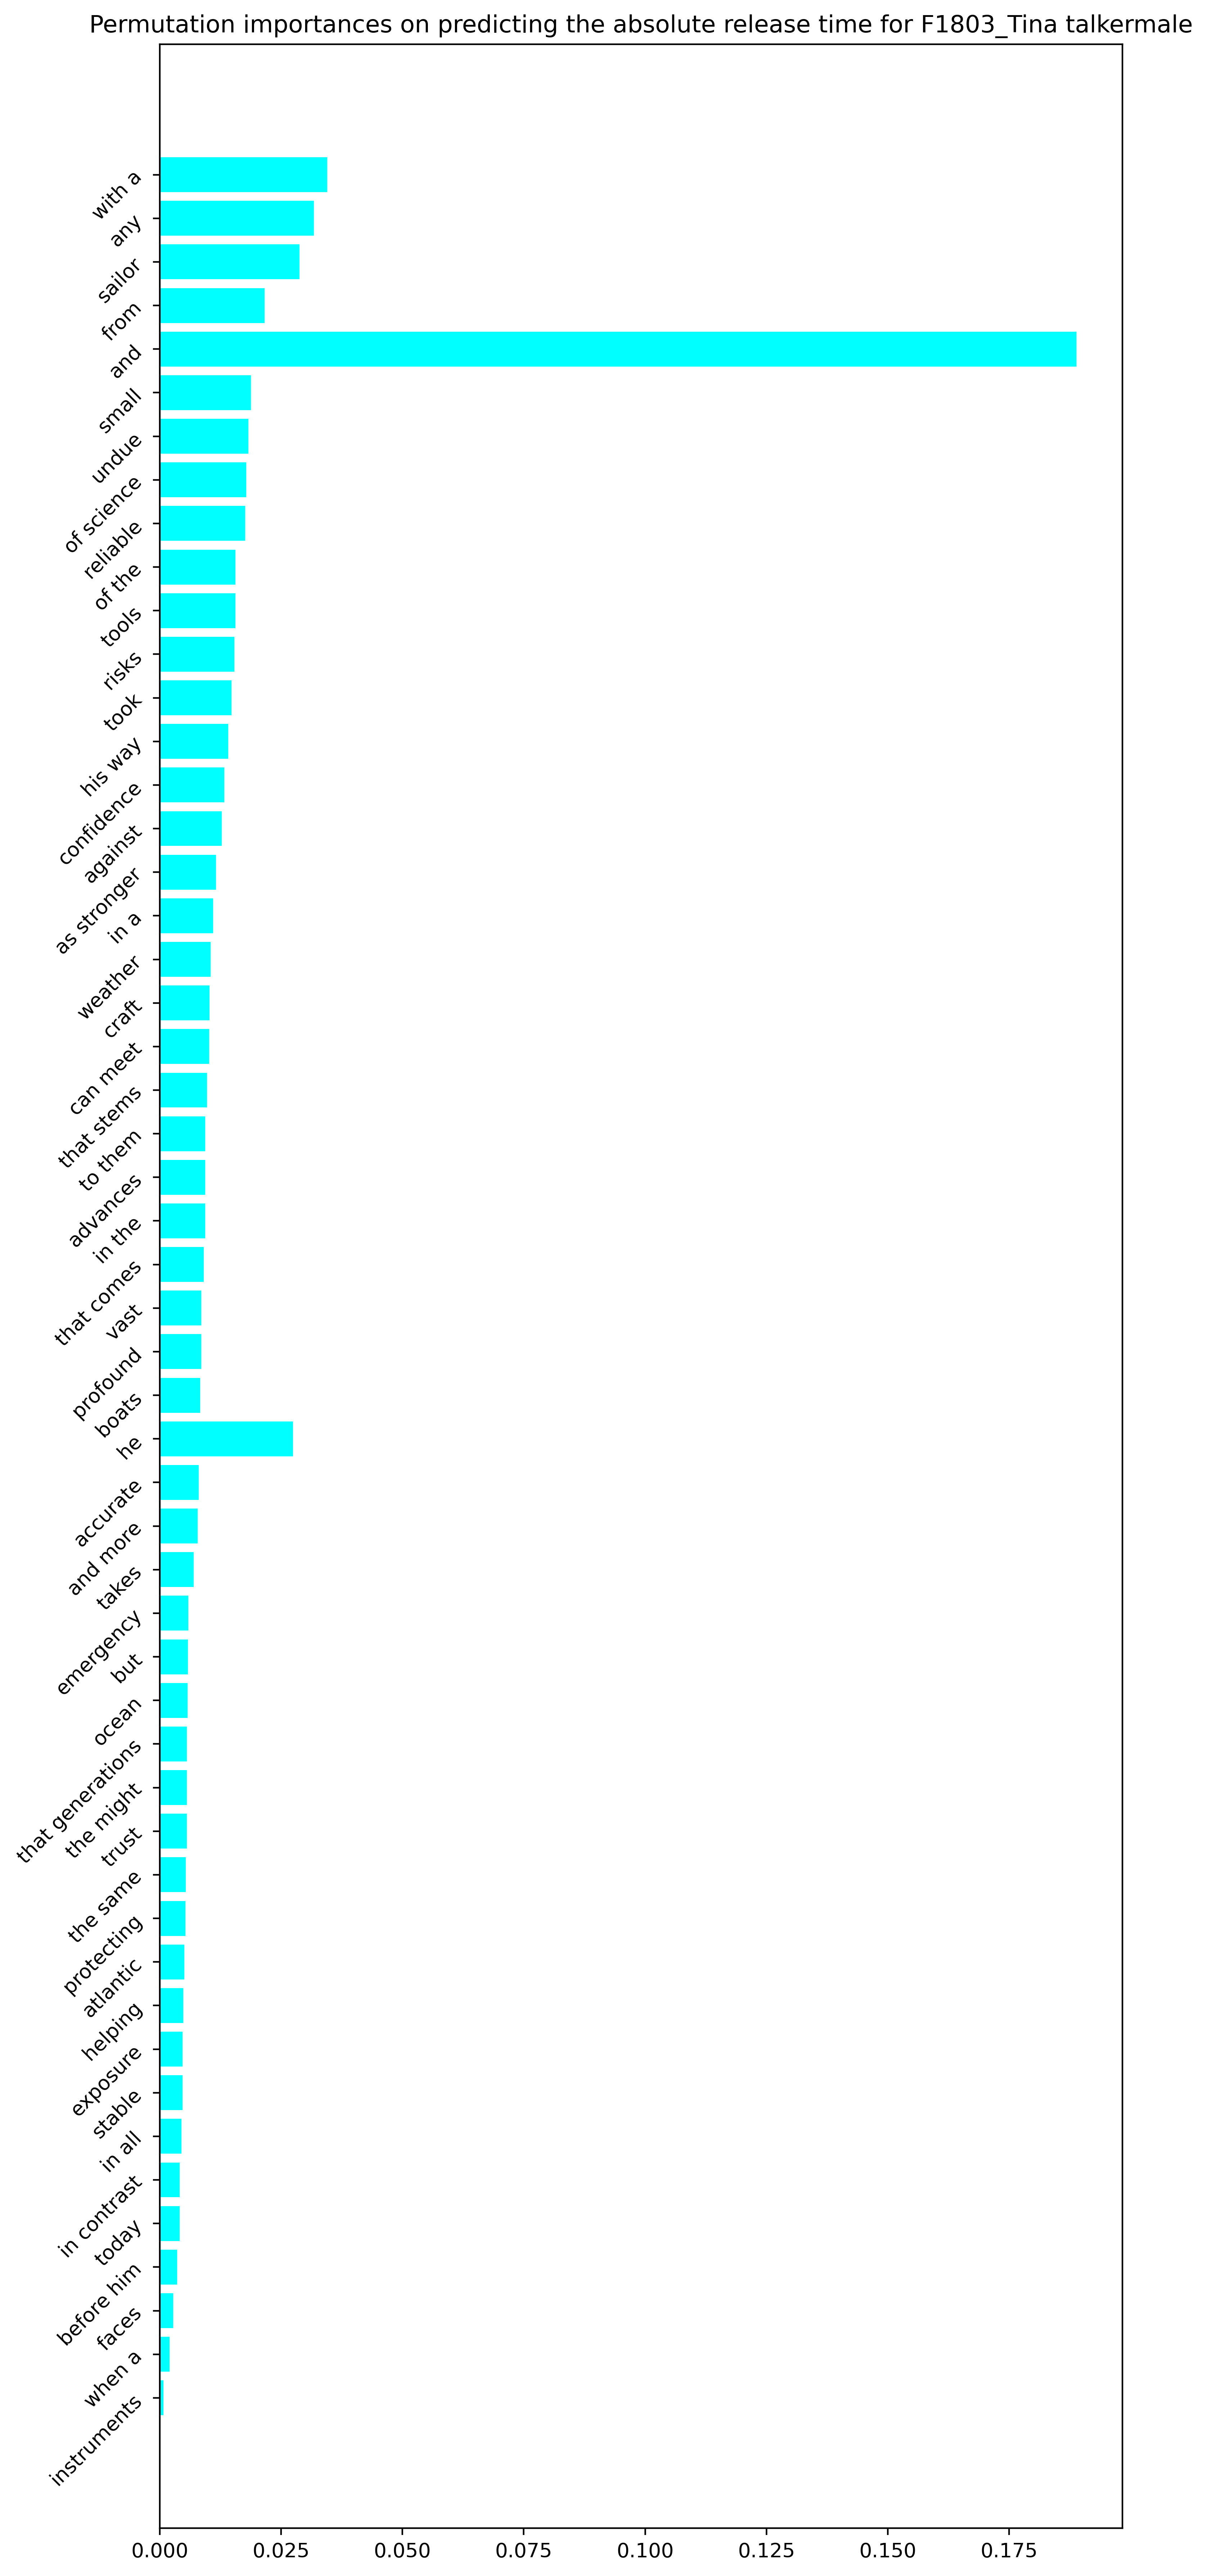 Permutation importances on predicting the absolute release time for F1803_Tina talkermale
with a
any
sailor
from
and
small
undue
of science
reliable
of the
tools
risks
took
his way
confidence
against
as stronger
in a
weather
craft
can meet
that stems
to them
advances
in the
that comes
vast
profound
boats
he
accurate
and more
takes
emergency
but
ocean
that generations
the might
trust
the same
protecting
atlantic
helping
exposure
stable
in all
in contrast
today
before him
faces
when a
instruments
0.000 0.025 0.050 0.075 0.100 0.125 0.150 0.175